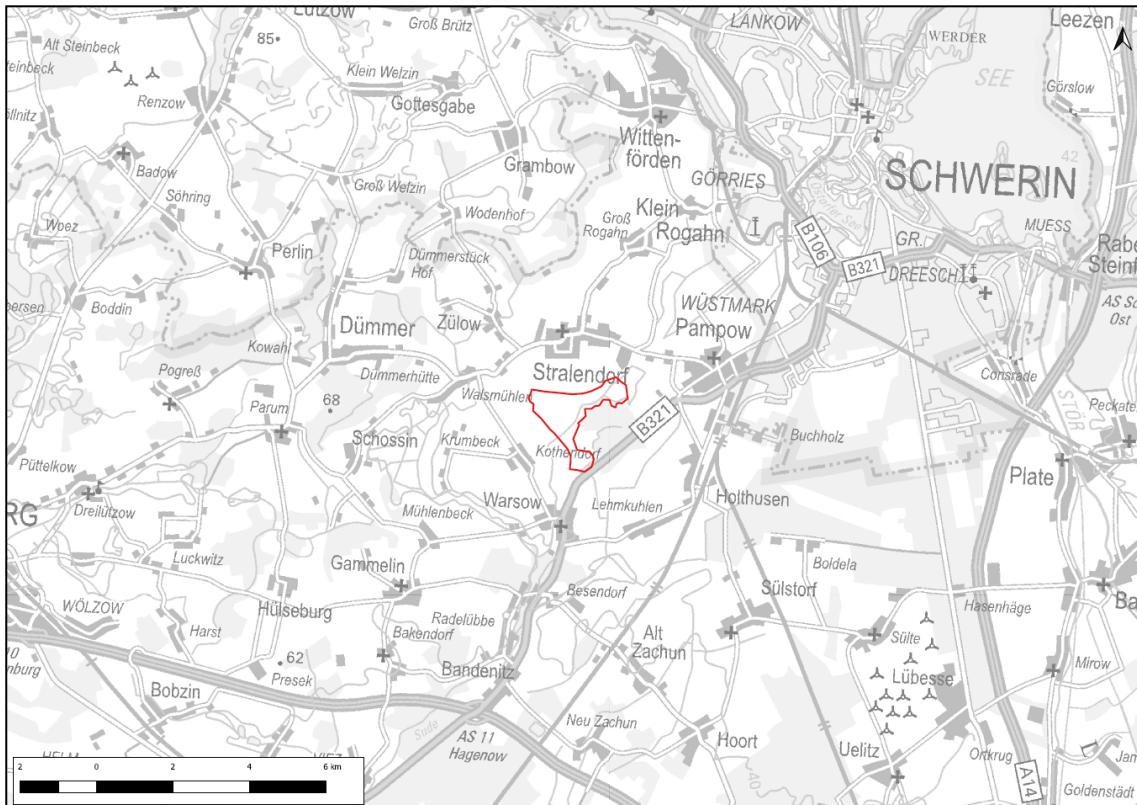 Lützow
Groß Brütz
LANKOW
Leezen
Alt Steinbeck
85
WERDER
SEE
Klein Welzin
Renzow
Gottesgabe
Görslow
Witten-
förden
Grambow
42
Badow
GÖRRIES
SCHWERIN
Söhring
Groß Welzin
Klein
Rogahn
Groß
Rogahn
Wodenhof
Woez
MUESS
B106
GR.
DREESCH
B321
Perlin
Dümmerstück
Hof
Boddin
WÜSTMARK
Dümmer
Zülow
Pampow
Kowahl
Stralendorf
Dümmerhütte
Pogreß
Walsmühlen
Consrade
STÖR
68
Parum
B321
Schossin
Krumbeck
Kothendorf
Buchholz
Püttelkow
Plate
Warsow
Lehmkuhlen
Holthusen
Dreilützow
Mühlenbeck
Luckwitz
Gammelin
Boldela
Besendorf
Sülstorf
WÖLZOW
Hülseburg
Hasenhäge
Radelübbe
Harst
Bakendorf
Alt
Zachun
Sülte
62
Presek
Bandenitz
Mirow
Lübesse
Bobzin
Neu Zachun
Sude
AS 11
Hagenow
Hoort
Uelitz
Ortkrug
A14
40
Goldenstädt
2 0 2 4 6 km